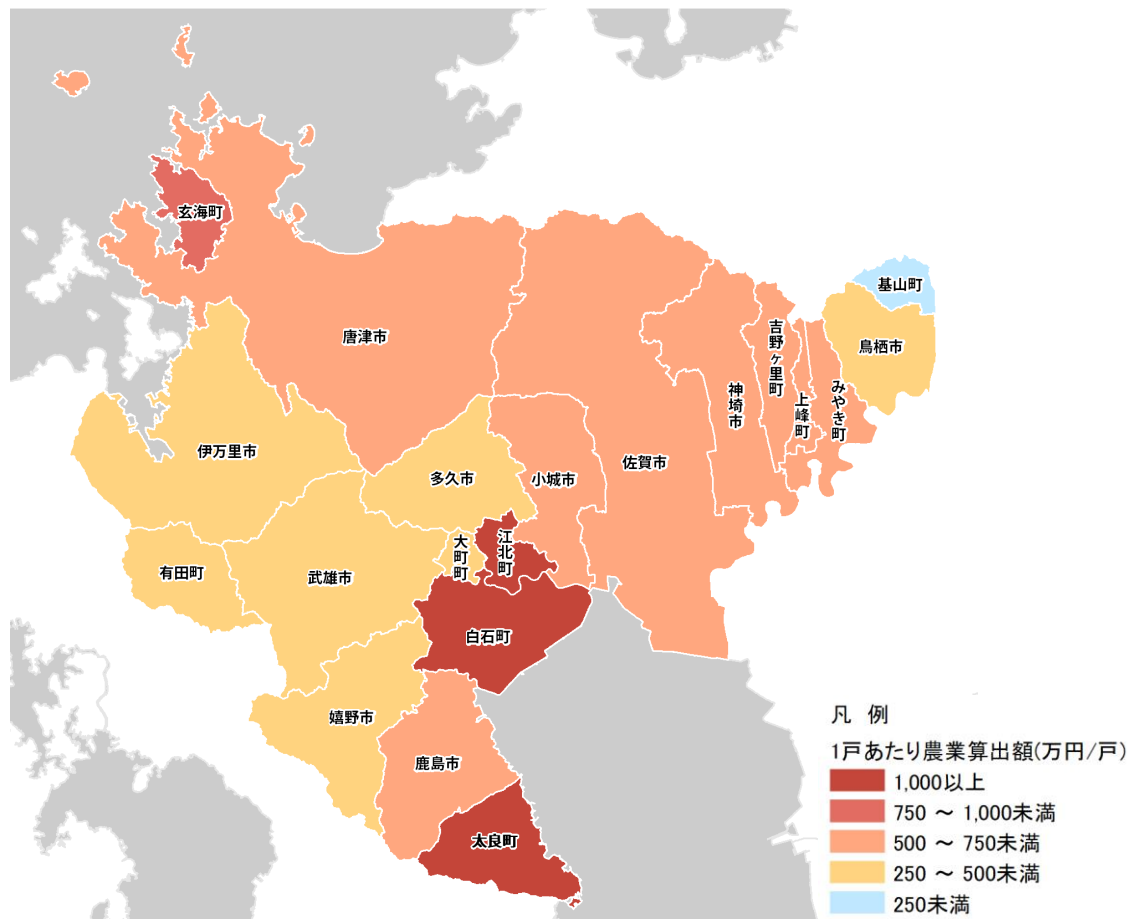 玄海町
基山町
唐津市
吉野ヶ里町
鳥栖市
神埼市
上峰町
みやき町
伊万里市
多久市
小城市
佐賀市
大町町
江北町
有田町
武雄市
白石町
嬉野市
鹿島市
太良町
凡 例
1戸あたり農業算出額(万円/戸)
1,000以上
750 ～ 1,000未満
500 ～ 750未満
250 ～ 500未満
250未満